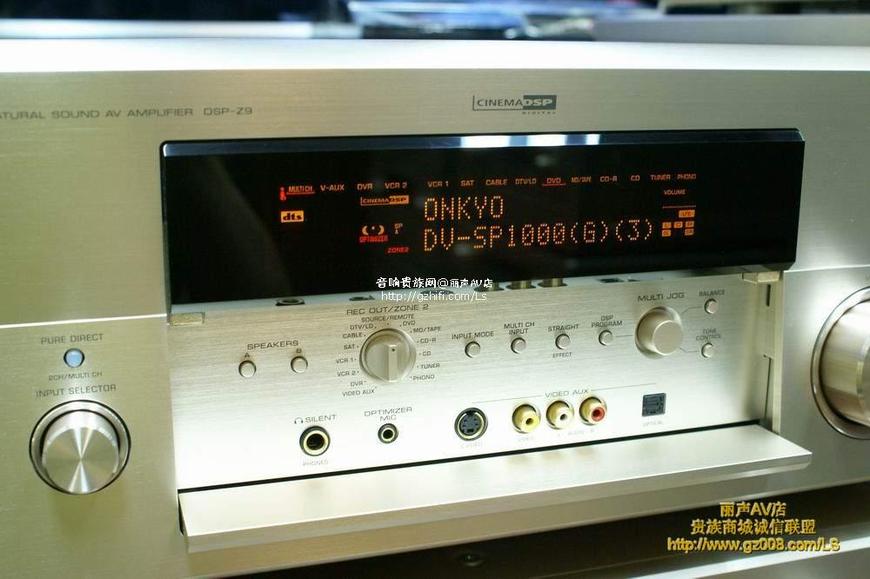 NATURAL SOUND AV AMPLIFIER DSP-Z9
CINEMA DSP
DIGITAL
MULTI CH V-AUX DVR VCR 2 VCR 1 SAT CABLE DTV/LD DVD MD/TAPE CD-R CD TUNER PHONO
CINEMA DSP
VOLUME
dts
ONKYO
SP
A
OPTIMIZER
DV-SP1000(G)(3)
ZONE2
音响贵族网@丽声AV店
http://gzhifi.com/Ls
REC OUT/ZONE 2
SOURCE/REMOTE
DTV/LD DVD
CABLE MD/TAPE
SAT CD-R
VCR 1 CD
VCR 2 TUNER
DVR PHONO
VIDEO AUX
MULTI JOG
BALANCE
TONE
CONTROL
PURE DIRECT
2CH/MULTI CH
INPUT SELECTOR
SPEAKERS
A B
INPUT MODE
MULTI CH
INPUT
STRAIGHT
EFFECT
DSP
PROGRAM
SILENT
PHONES
OPTIMIZER
MIC
VIDEO AUX
S VIDEO
VIDEO
L AUDIO R
OPTICAL
丽声AV店
贵族商城诚信联盟
http://www.gz008.com/LS